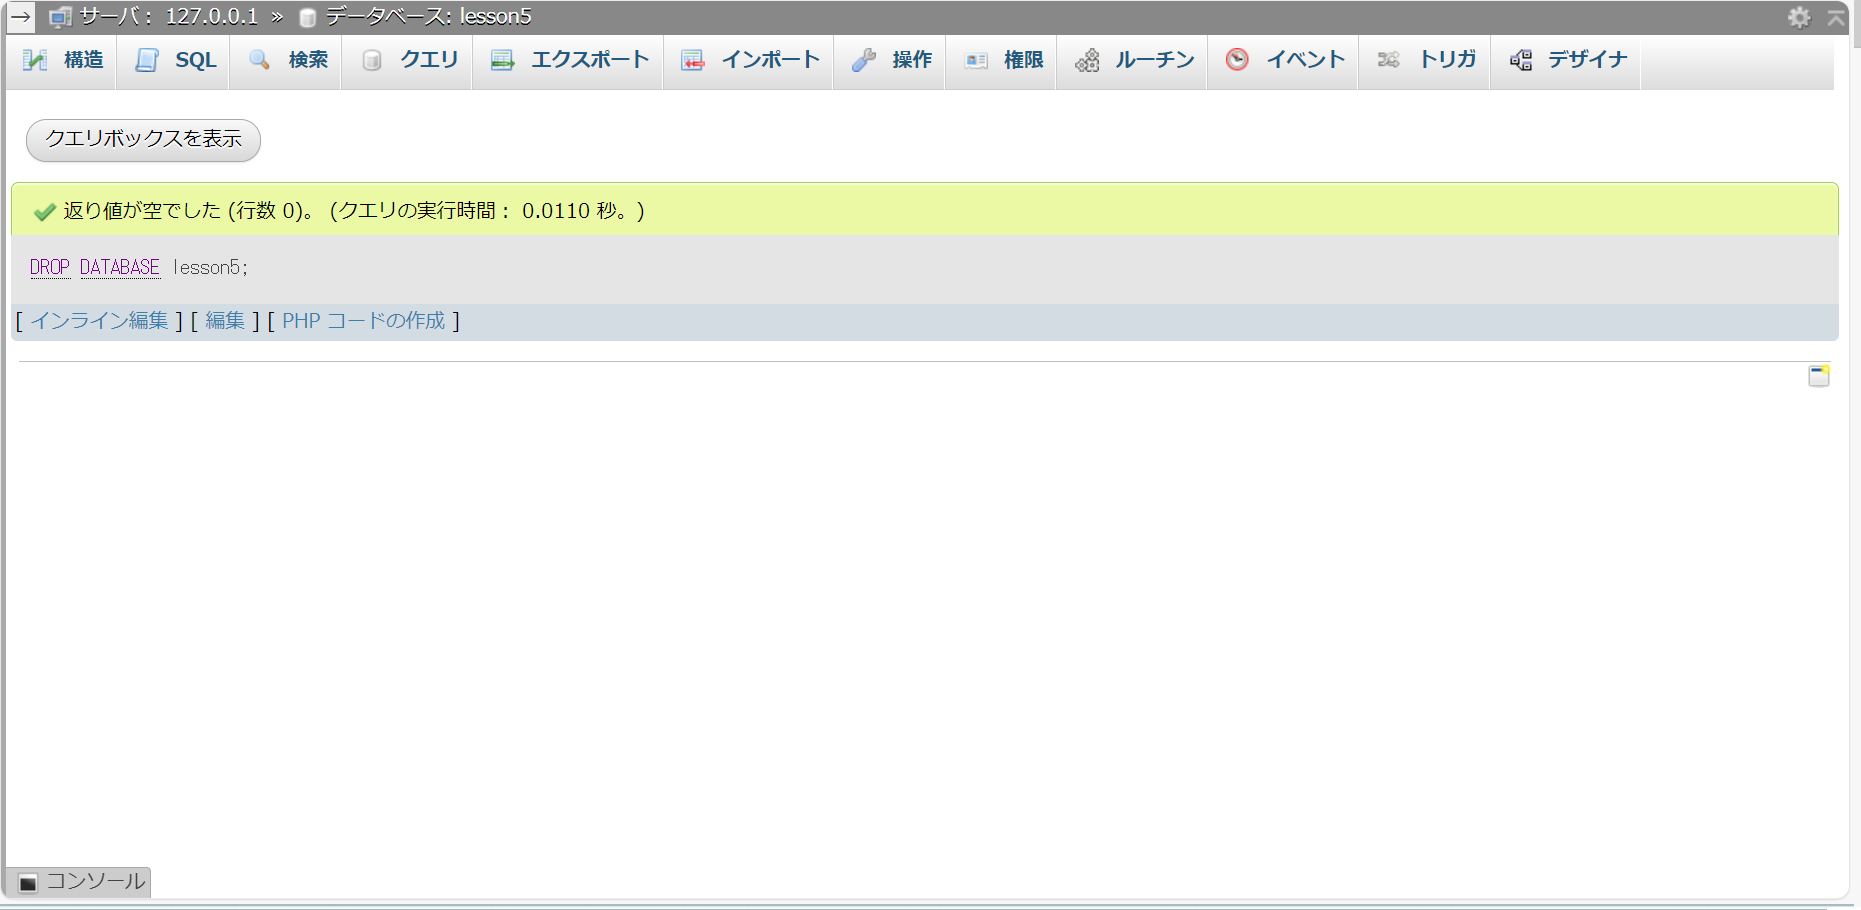 サーバ： 127.0.0.1 » データベース: lesson5
構造 SQL 検索 クエリ エクスポート インポート 操作 権限 ルーチン イベント トリガ デザイナ
クエリボックスを表示
返り値が空でした (行数 0)。 (クエリの実行時間： 0.0110 秒。)
DROP DATABASE lesson5;
[ インライン編集 ] [ 編集 ] [ PHP コードの作成 ]
コンソール